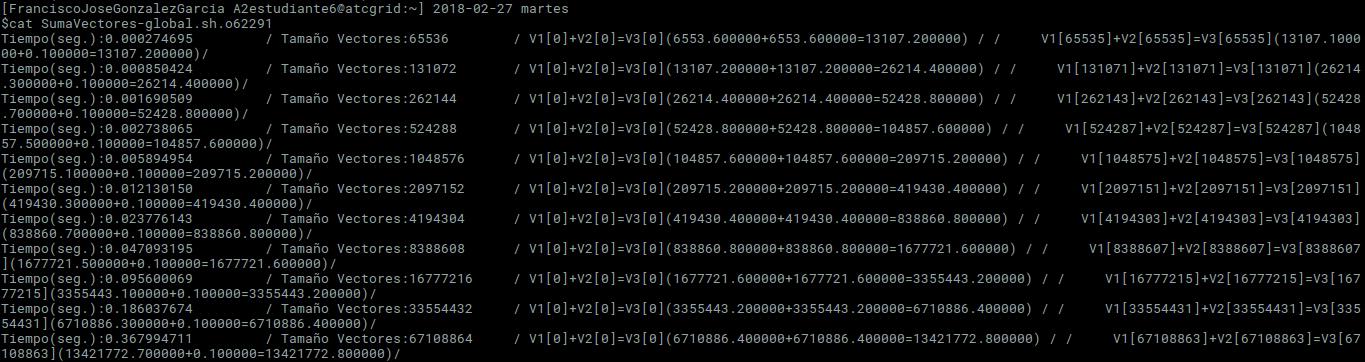 [FranciscoJoseGonzalezGarcia A2estudiante6@atcgrid:~] 2018-02-27 martes
$cat SumaVectores-global.sh.o62291
Tiempo(seg.):0.000274695 / Tamaño Vectores:65536 / V1[0]+V2[0]=V3[0](6553.600000+6553.600000=13107.200000) / / V1[65535]+V2[65535]=V3[65535](13107.1000
00+0.100000=13107.200000)/
Tiempo(seg.):0.000850424 / Tamaño Vectores:131072 / V1[0]+V2[0]=V3[0](13107.200000+13107.200000=26214.400000) / / V1[131071]+V2[131071]=V3[131071](26214
.300000+0.100000=26214.400000)/
Tiempo(seg.):0.001690509 / Tamaño Vectores:262144 / V1[0]+V2[0]=V3[0](26214.400000+26214.400000=52428.800000) / / V1[262143]+V2[262143]=V3[262143](52428
.700000+0.100000=52428.800000)/
Tiempo(seg.):0.002738065 / Tamaño Vectores:524288 / V1[0]+V2[0]=V3[0](52428.800000+52428.800000=104857.600000) / / V1[524287]+V2[524287]=V3[524287](1048
57.500000+0.100000=104857.600000)/
Tiempo(seg.):0.005894954 / Tamaño Vectores:1048576 / V1[0]+V2[0]=V3[0](104857.600000+104857.600000=209715.200000) / / V1[1048575]+V2[1048575]=V3[1048575]
(209715.100000+0.100000=209715.200000)/
Tiempo(seg.):0.012130150 / Tamaño Vectores:2097152 / V1[0]+V2[0]=V3[0](209715.200000+209715.200000=419430.400000) / / V1[2097151]+V2[2097151]=V3[2097151]
(419430.300000+0.100000=419430.400000)/
Tiempo(seg.):0.023776143 / Tamaño Vectores:4194304 / V1[0]+V2[0]=V3[0](419430.400000+419430.400000=838860.800000) / / V1[4194303]+V2[4194303]=V3[4194303]
(838860.700000+0.100000=838860.800000)/
Tiempo(seg.):0.047093195 / Tamaño Vectores:8388608 / V1[0]+V2[0]=V3[0](838860.800000+838860.800000=1677721.600000) / / V1[8388607]+V2[8388607]=V3[8388607
](1677721.500000+0.100000=1677721.600000)/
Tiempo(seg.):0.095600069 / Tamaño Vectores:16777216 / V1[0]+V2[0]=V3[0](1677721.600000+1677721.600000=3355443.200000) / / V1[16777215]+V2[16777215]=V3[167
77215](3355443.100000+0.100000=3355443.200000)/
Tiempo(seg.):0.186037674 / Tamaño Vectores:33554432 / V1[0]+V2[0]=V3[0](3355443.200000+3355443.200000=6710886.400000) / / V1[33554431]+V2[33554431]=V3[335
54431](6710886.300000+0.100000=6710886.400000)/
Tiempo(seg.):0.367994711 / Tamaño Vectores:67108864 / V1[0]+V2[0]=V3[0](6710886.400000+6710886.400000=13421772.800000) / / V1[67108863]+V2[67108863]=V3[67
108863](13421772.700000+0.100000=13421772.800000)/